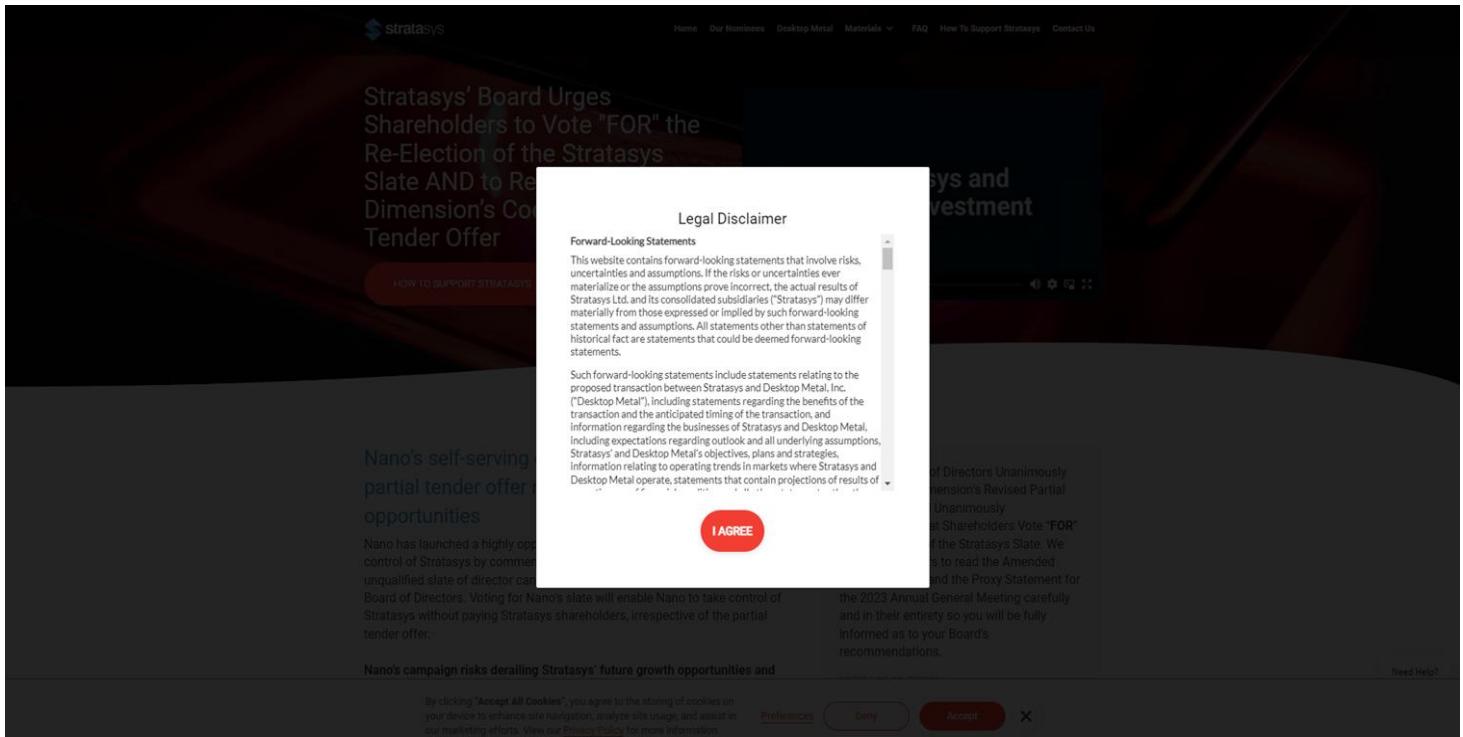 stratasys
Home Our Nominees Desktop Metal Materials FAQ How To Support Stratasys Contact Us
Stratasys' Board Urges
Shareholders to Vote "FOR" the
Re-Election of the Stratasys
Slate AND to Re
Dimension's Co
Tender Offer
HOW TO SUPPORT STRATASYS
sys and
vestment
Legal Disclaimer
Forward-Looking Statements
This website contains forward-looking statements that involve risks,
uncertainties and assumptions. If the risks or uncertainties ever
materialize or the assumptions prove incorrect, the actual results of
Stratasys Ltd. and its consolidated subsidiaries ("Stratasys") may differ
materially from those expressed or implied by such forward-looking
statements and assumptions. All statements other than statements of
historical fact are statements that could be deemed forward-looking
statements.
Such forward-looking statements include statements relating to the
proposed transaction between Stratasys and Desktop Metal, Inc.
("Desktop Metal"), including statements regarding the benefits of the
transaction and the anticipated timing of the transaction, and
information regarding the businesses of Stratasys and Desktop Metal,
including expectations regarding outlook and all underlying assumptions,
Stratasys' and Desktop Metal's objectives, plans and strategies,
information relating to operating trends in markets where Stratasys and
Desktop Metal operate, statements that contain projections of results of
I AGREE
Nano's self-serving
partial tender offer
opportunities
Nano has launched a highly opp
control of Stratasys by commen
unqualified slate of director can
Board of Directors. Voting for Nano's slate will enable Nano to take control of
Stratasys without paying Stratasys shareholders, irrespective of the partial
tender offer.
Nano's campaign risks derailing Stratasys' future growth opportunities and
of Directors Unanimously
mension's Revised Partial
Unanimously
at Shareholders Vote "FOR"
f the Stratasys Slate. We
s to read the Amended
and the Proxy Statement for
the 2023 Annual General Meeting carefully
and in their entirety so you will be fully
informed as to your Board's
recommendations.
Need Help?
By clicking "Accept All Cookies", you agree to the storing of cookies on
your device to enhance site navigation, analyze site usage, and assist in
our marketing efforts. View our Privacy Policy for more information.
Preferences Deny Accept